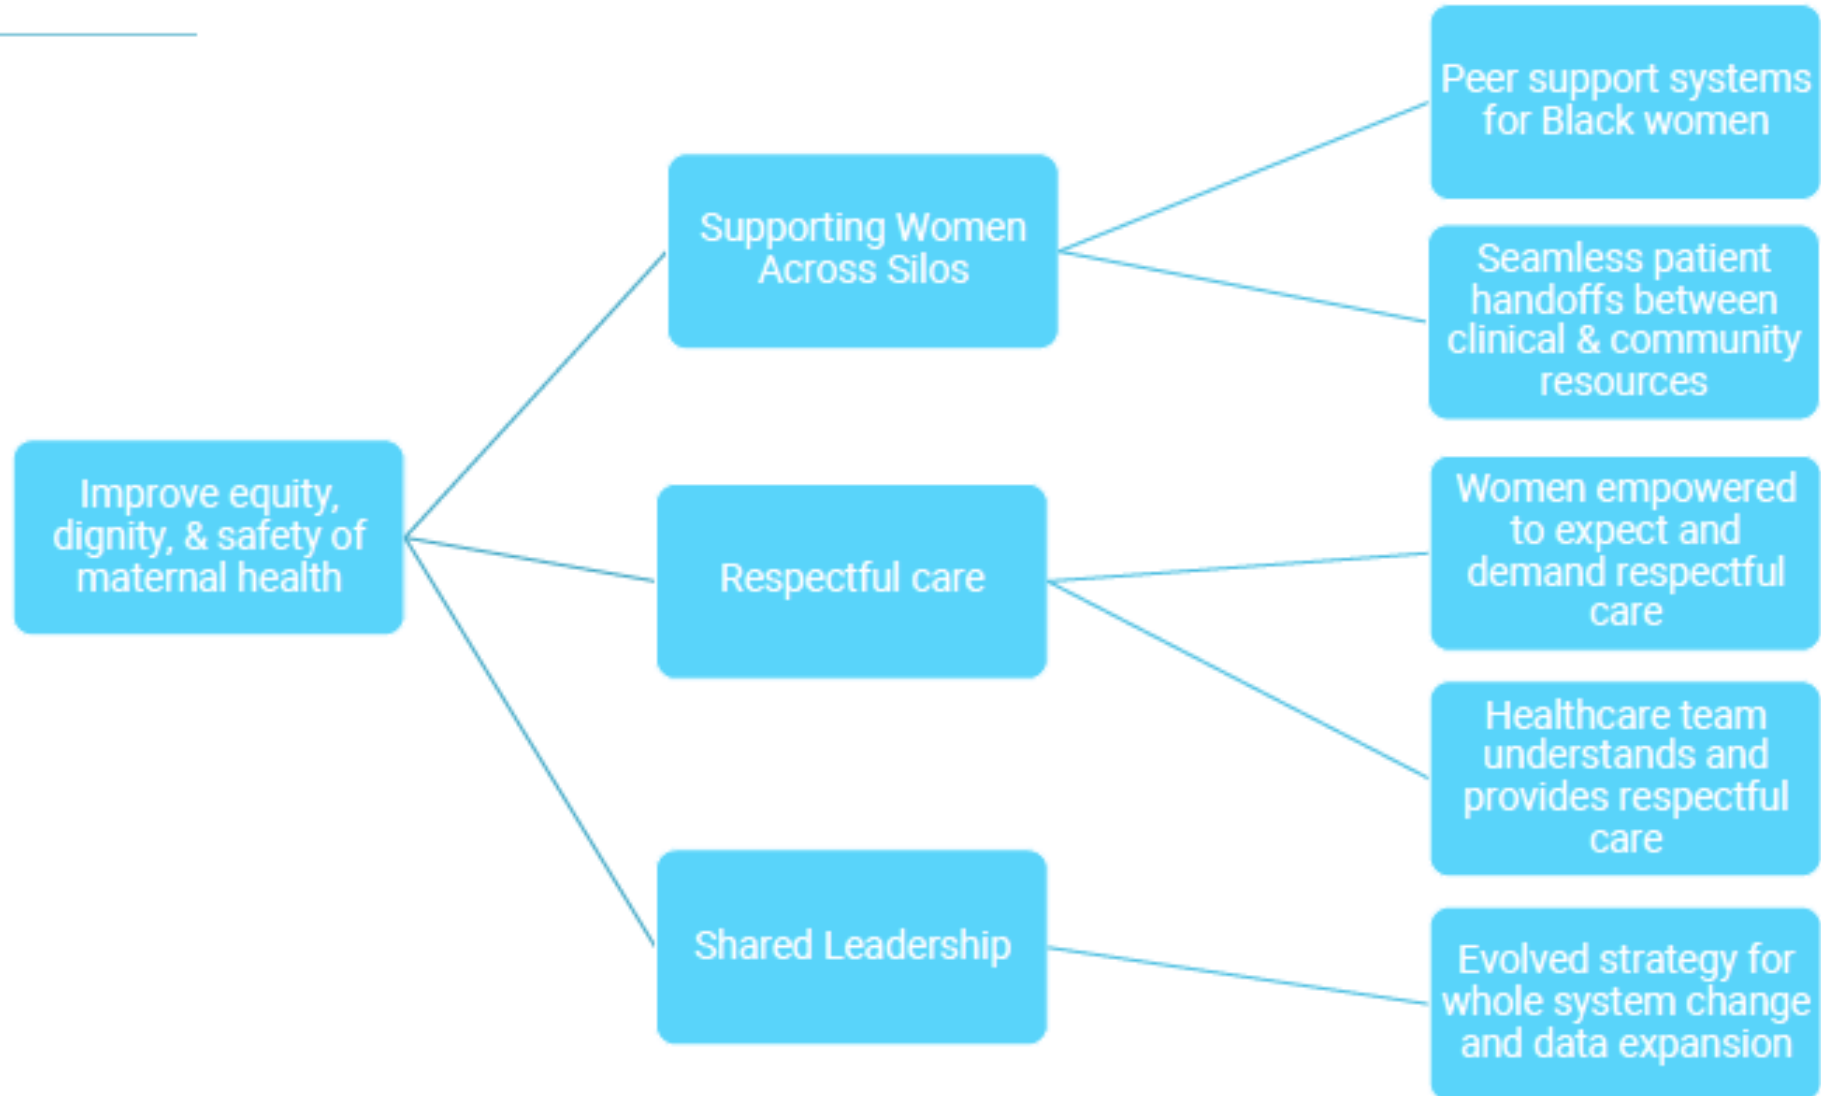 Improve equity,
dignity, & safety of
maternal health
Supporting Women
Across Silos
Respectful care
Shared Leadership
Peer support systems
for Black women
Seamless patient
handoffs between
clinical & community
resources
Women empowered
to expect and
demand respectful
care
Healthcare team
understands and
provides respectful
care
Evolved strategy for
whole system change
and data expansion